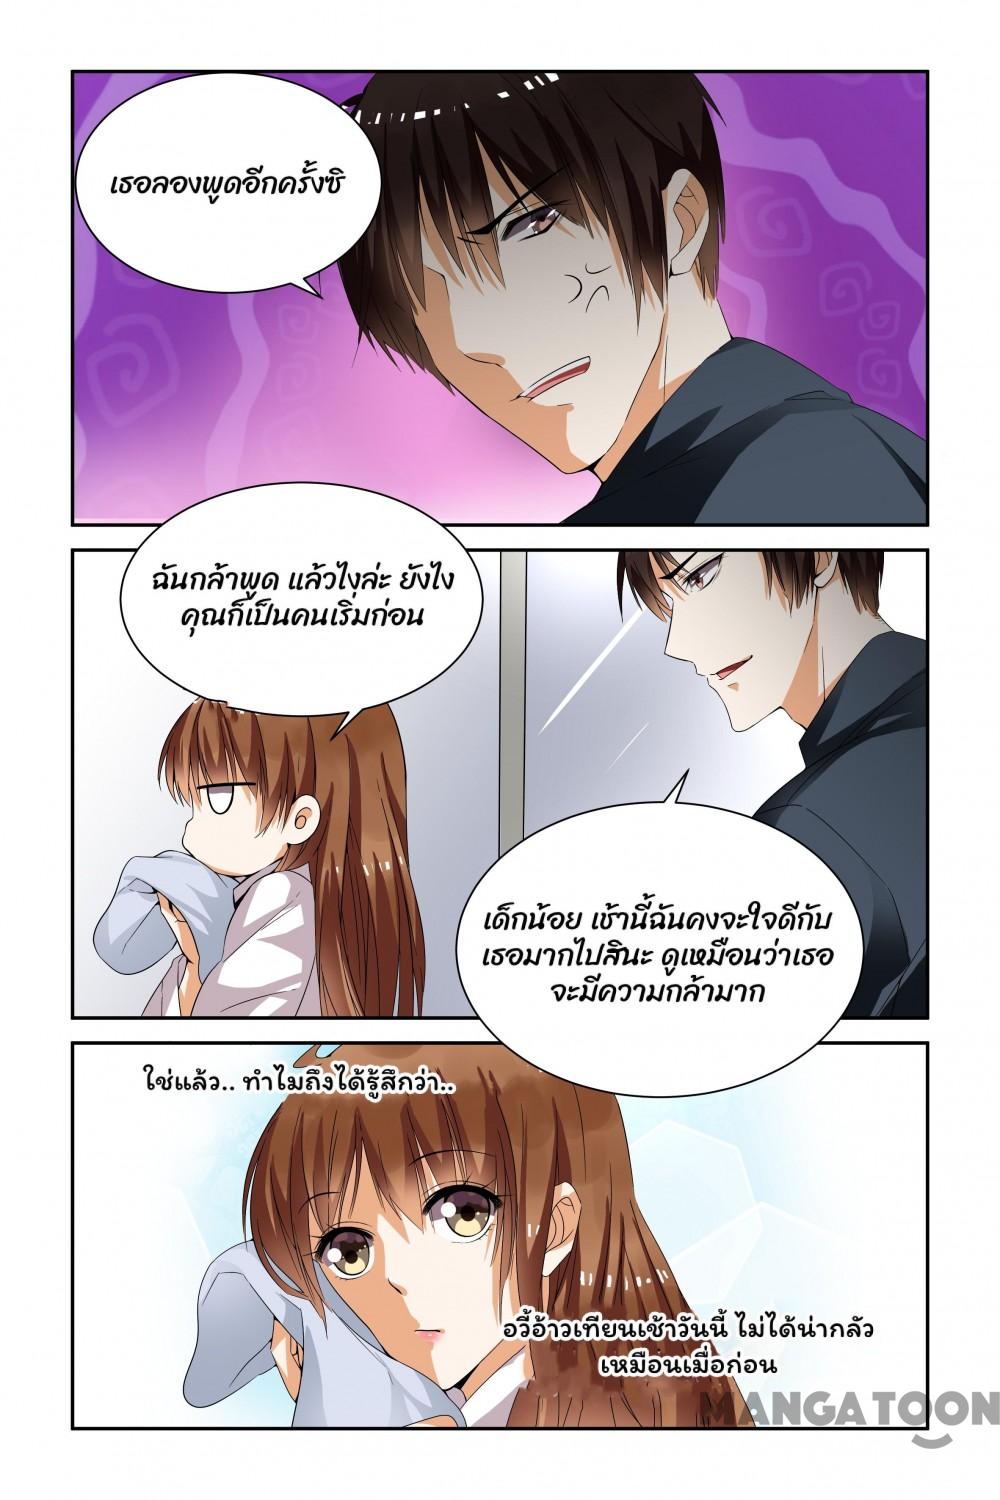 เธอลองพูดอีกครั้งซิ
ฉันกล้าพูด แล้วไงล่ะ ยังไง
คุณก็เป็นคนเริ่มก่อน
เด็กน้อย เช้านี้ฉันคงจะใจดีกับ
เธอมากไปสินะ ดูเหมือนว่าเธอ
จะมีความกล้ามาก
ใช่แล้ว.. ทำไมถึงได้รู้สึกว่า..
อวี้อ้าวเทียนเช้าวันนี้ ไม่ได้น่ากลัว
เหมือนเมื่อก่อน
MANGATOON